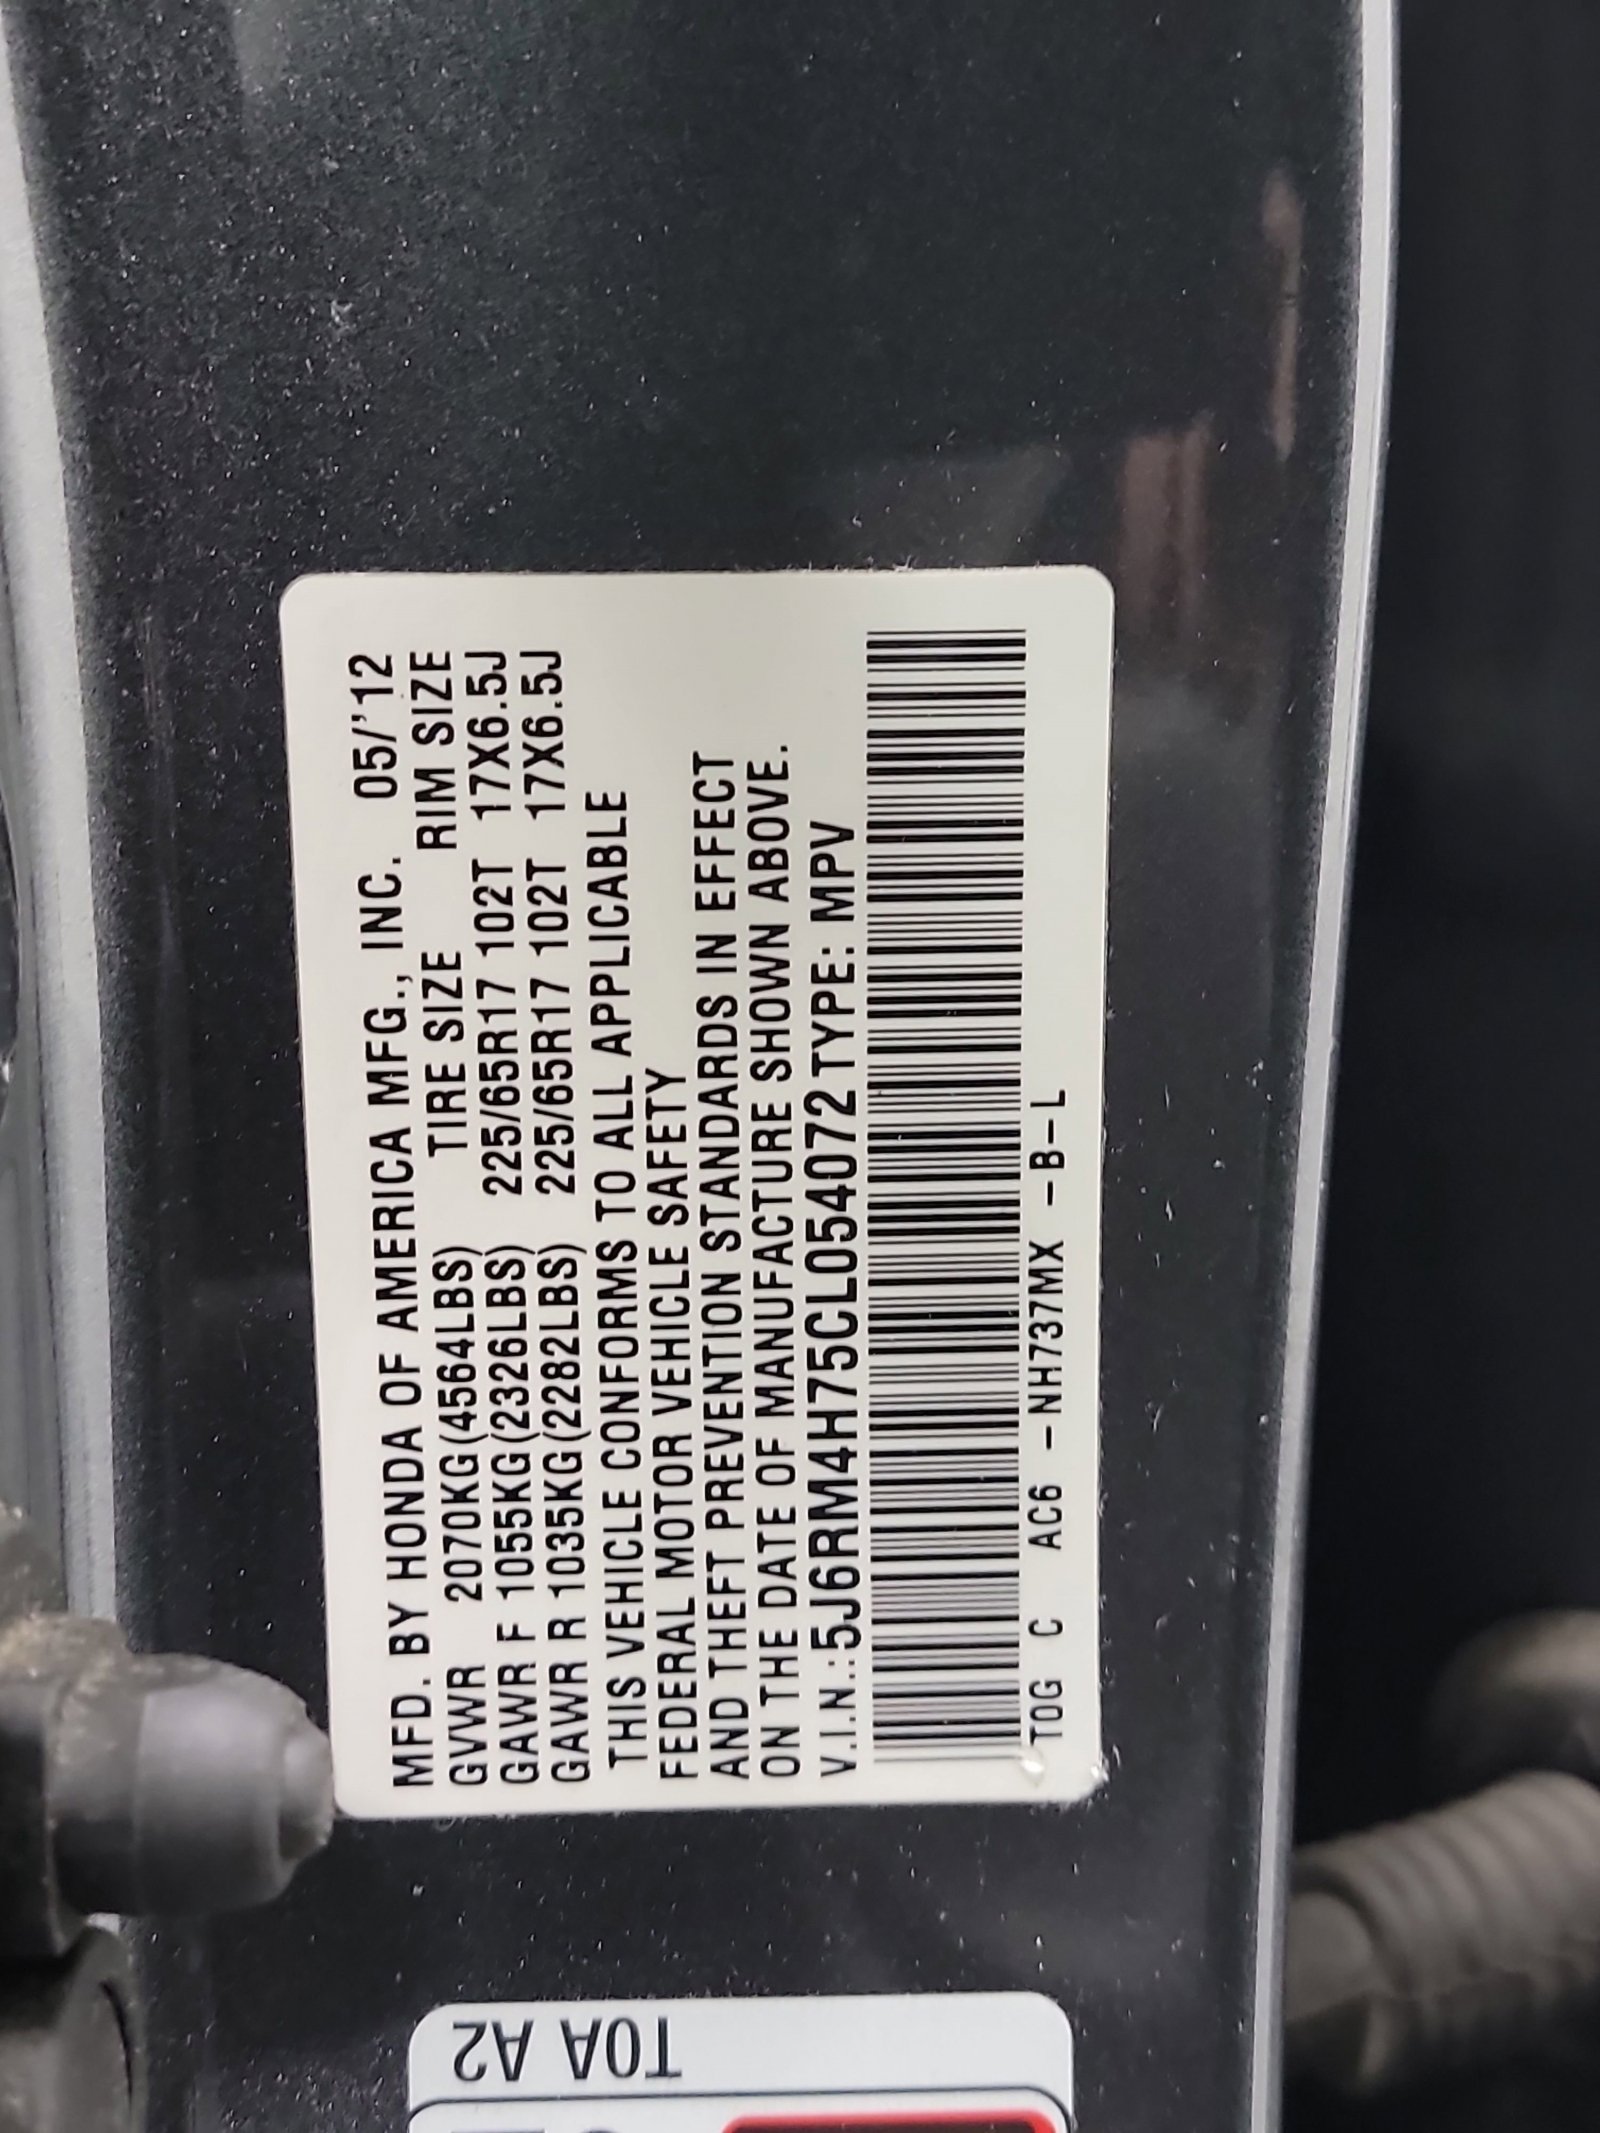 MFD. BY HONDA OF AMERICA MFG., INC. 05/'12
GVWR 2070KG(4564LBS) TIRE SIZE RIM SIZE
GAWR F 1055KG(2326LBS) 225/65R17 102T 17X6.5J
GAWR R 1035KG(2282LBS) 225/65R17 102T 17X6.5J
THIS VEHICLE CONFORMS TO ALL APPLICABLE
FEDERAL MOTOR VEHICLE SAFETY
AND THEFT PREVENTION STANDARDS IN EFFECT
ON THE DATE OF MANUFACTURE SHOWN ABOVE.
V.I.N.:5J6RM4H75CL054072 TYPE: MPV
T0G C AC6 -NH737MX -B-L
T0A A2